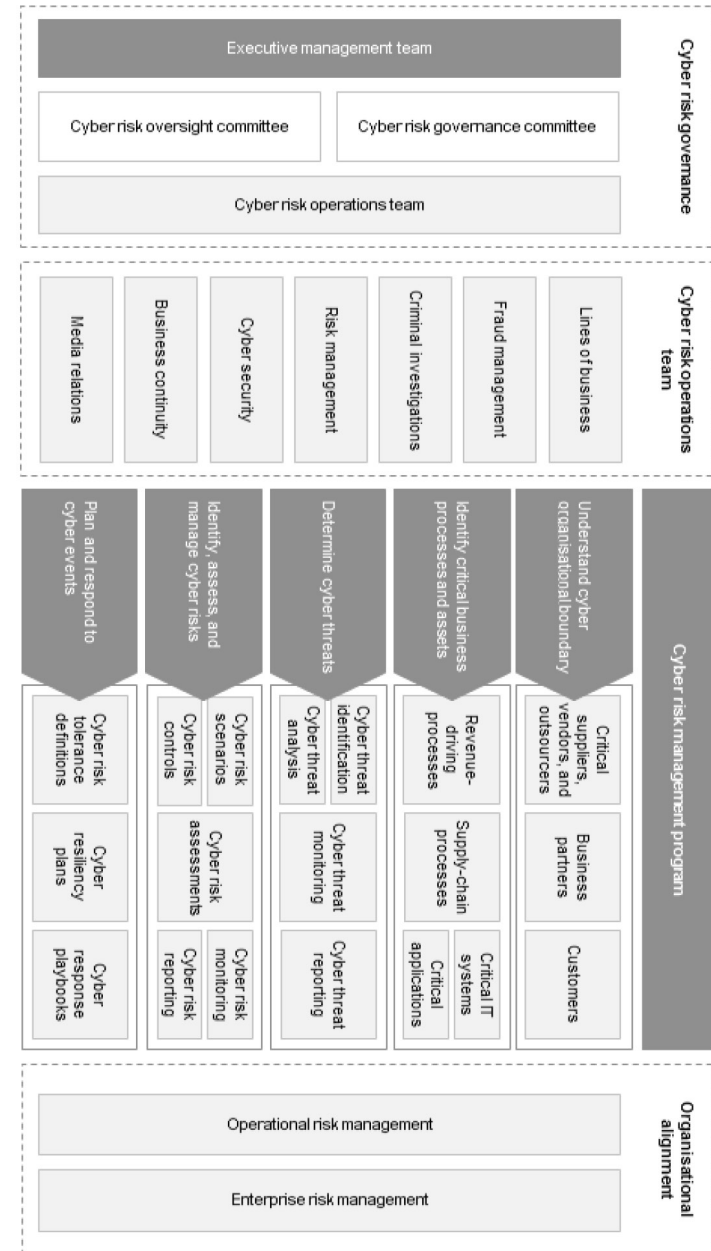 Cyber risk governance
Executive management team
Cyber risk oversight committee
Cyber risk governance committee
Cyber risk operations team
Cyber risk operations
team
Lines of business
Fraud management
Criminal investigations
Risk management
Cyber security
Business continuity
Media relations
Cyber risk management program
Understand cyber
organisational boundary
Critical
suppliers,
vendors, and
outsourcers
Business
partners
Customers
Identify critical business
processes and assets
Revenue-
driving
processes
Supply-chain
processes
Critical IT
systems
Critical
applications
Determine cyber threats
Cyber threat
identification
Cyber threat
analysis
Cyber threat
monitoring
Cyber threat
reporting
Identify, assess, and
manage cyber risks
Cyber risk
scenarios
Cyber risk
controls
Cyber risk
assessments
Cyber risk
monitoring
Cyber risk
reporting
Plan and respond to
cyber events
Cyber risk
tolerance
definitions
Cyber
resiliency
plans
Cyber
response
playbooks
Organisational
alignment
Operational risk management
Enterprise risk management